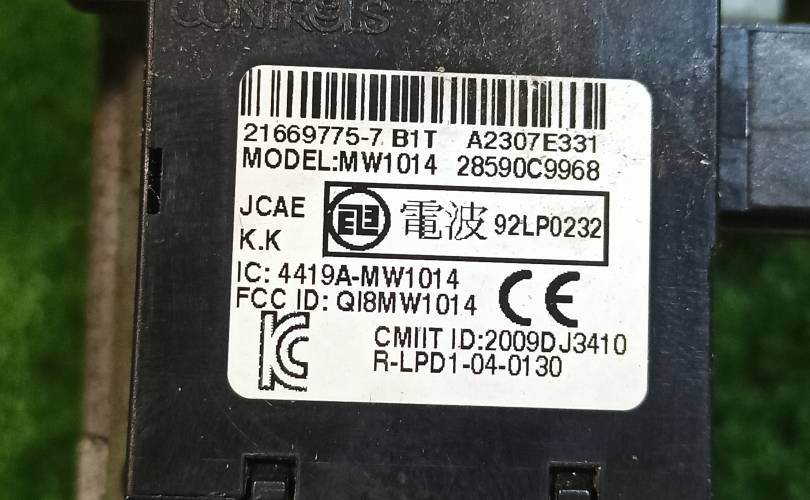 CONTROLS
21669775-7 B1T A2307E331
MODEL:MW1014 28590C9968
JCAE
K.K
電波 92LP0232
IC: 4419A-MW1014
FCC ID: QI8MW1014 CE
CMIIT ID:2009DJ3410
R-LPD1-04-0130